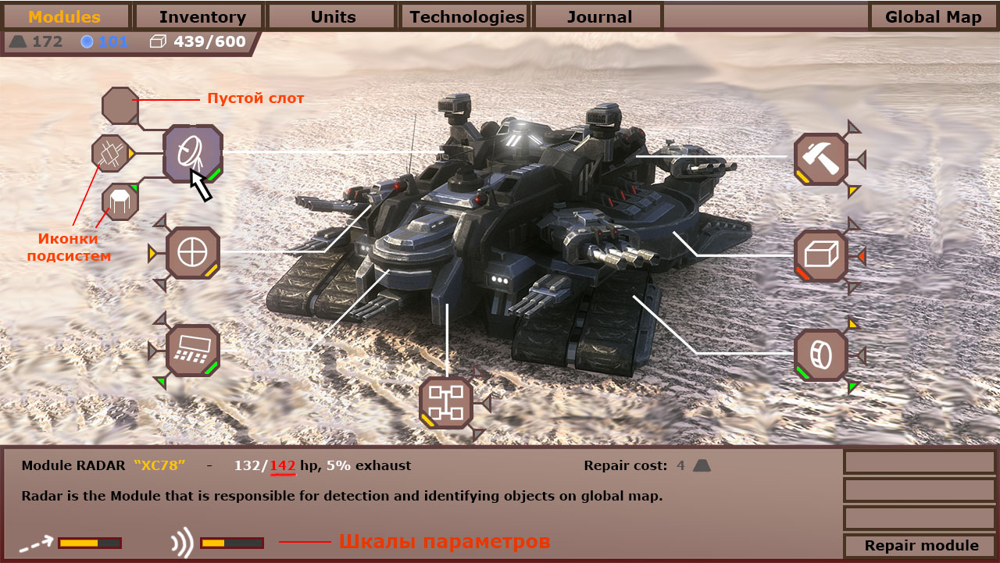 Modules
Inventory
Units
Technologies
Journal
Global Map
172
101
439/600
Пустой слот
Иконки
подсистем
Module RADAR “XC78” - 132/142 hp, 5% exhaust
Repair cost: 4
Radar is the Module that is responsible for detection and identifying objects on global map.
Шкалы параметров
Repair module